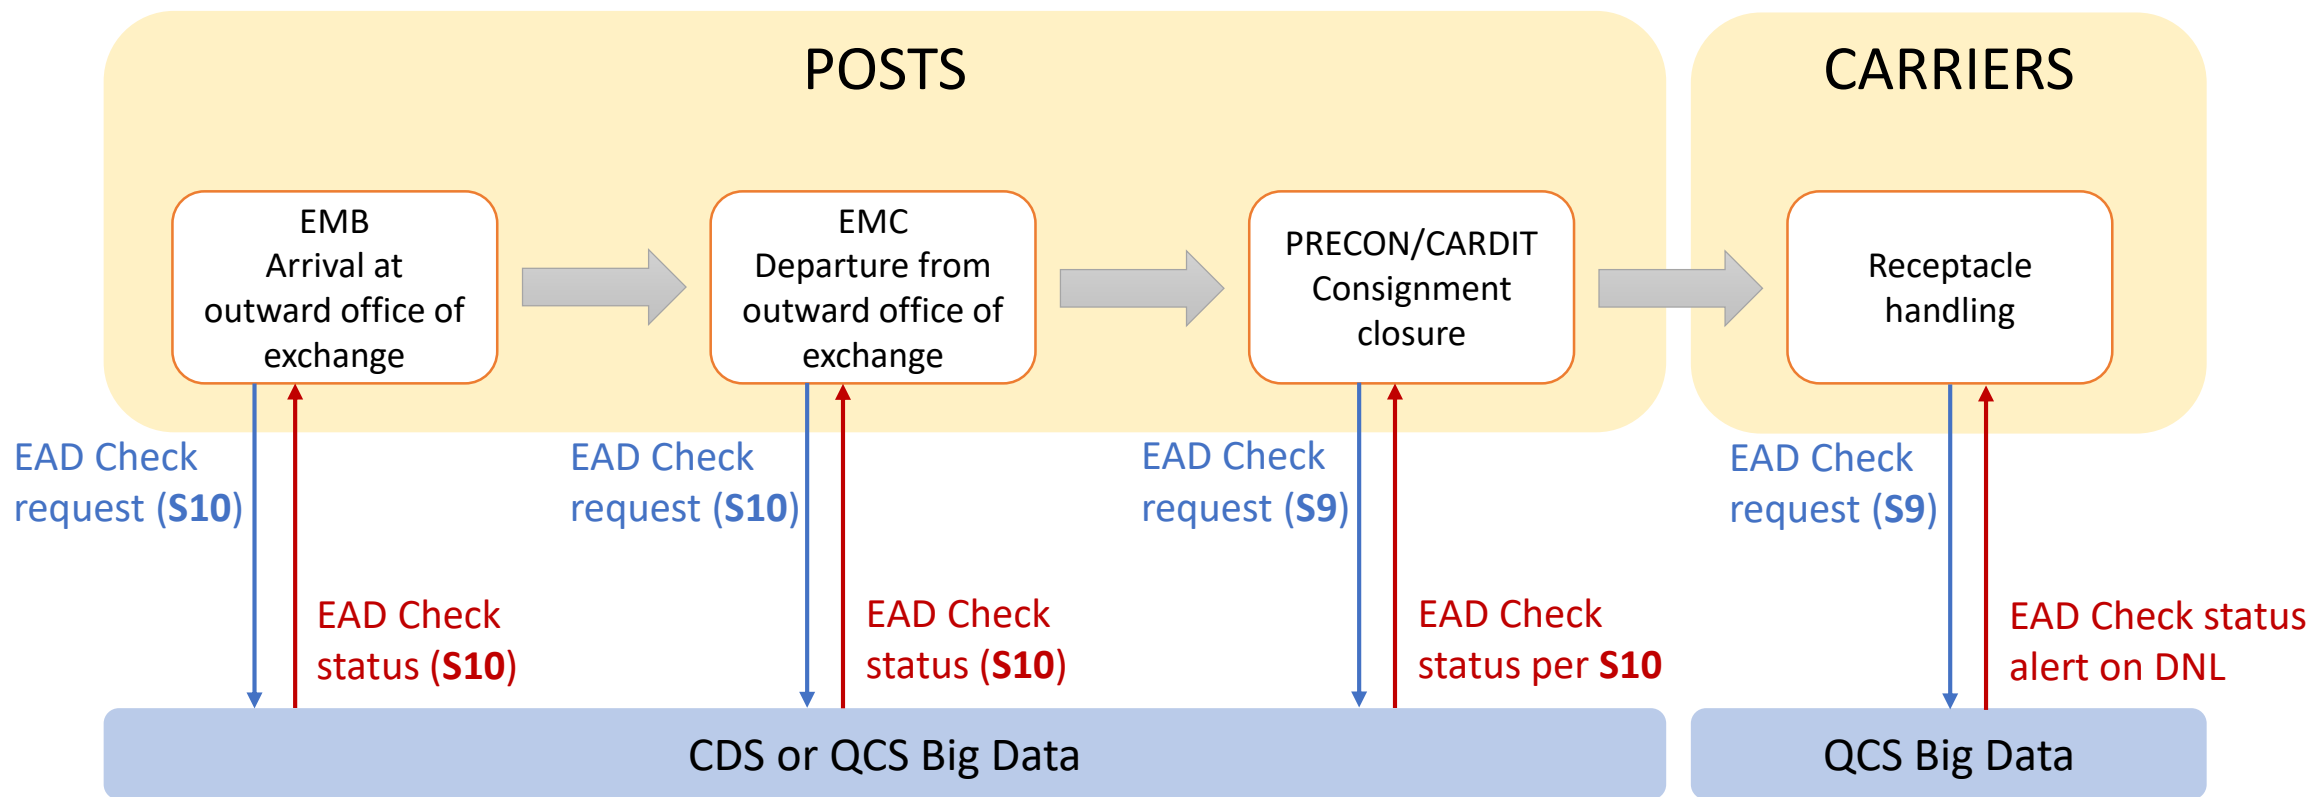 POSTS
CARRIERS
EMB
Arrival at
outward office of
exchange
EMC
Departure from
outward office of
exchange
PRECON/CARDIT
Consignment
closure
Receptacle
handling
EAD Check
request (S10)
EAD Check
request (S10)
EAD Check
request (S9)
EAD Check
request (S9)
EAD Check
status (S10)
EAD Check
status (S10)
EAD Check
status per S10
EAD Check status
alert on DNL
CDS or QCS Big Data
QCS Big Data